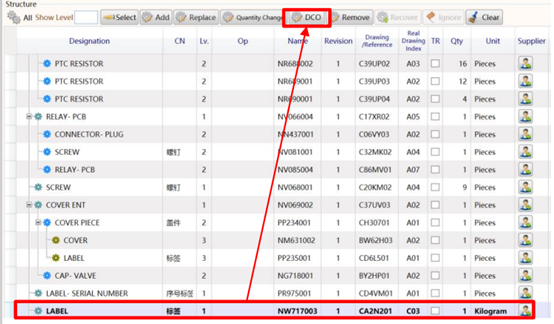 Structure
All Show Level Select Add Replace Quantity Change DCO Remove Recover Ignore Clear
Designation CN Lv. Op Name Revision Drawing /Reference Real Drawing Index TR Qty Unit Supplier
PTC RESISTOR 2 NR688002 1 C39UP02 A03 16 Pieces
PTC RESISTOR 2 NR689001 1 C39UP03 A02 12 Pieces
PTC RESISTOR 2 NR690001 1 C39UP04 A02 4 Pieces
RELAY- PCB 1 NV066004 1 C17XR02 A05 1 Pieces
CONNECTOR- PLUG 2 NN437001 1 C06VY03 A02 1 Pieces
SCREW 螺钉 2 NV081001 1 C32MK02 A04 1 Pieces
RELAY- PCB 2 NV085004 1 C86MV01 A07 1 Pieces
SCREW 螺钉 1 NV068001 1 C20KM02 A04 9 Pieces
COVER ENT 1 NV069002 1 C37UV03 A02 1 Pieces
COVER PIECE 盖件 2 PP234001 1 CH30701 A01 1 Pieces
COVER 3 NM631002 1 BW62H03 A02 1 Pieces
LABEL 标签 3 PP235001 1 CD6L501 A01 1 Pieces
CAP- VALVE 2 NG718001 1 BY2HP01 A02 1 Pieces
LABEL- SERIAL NUMBER 序号标签 1 PR975001 1 CD4VM01 A01 1 Pieces
LABEL 标签 1 NW717003 1 CA2N201 C03 1 Kilogram